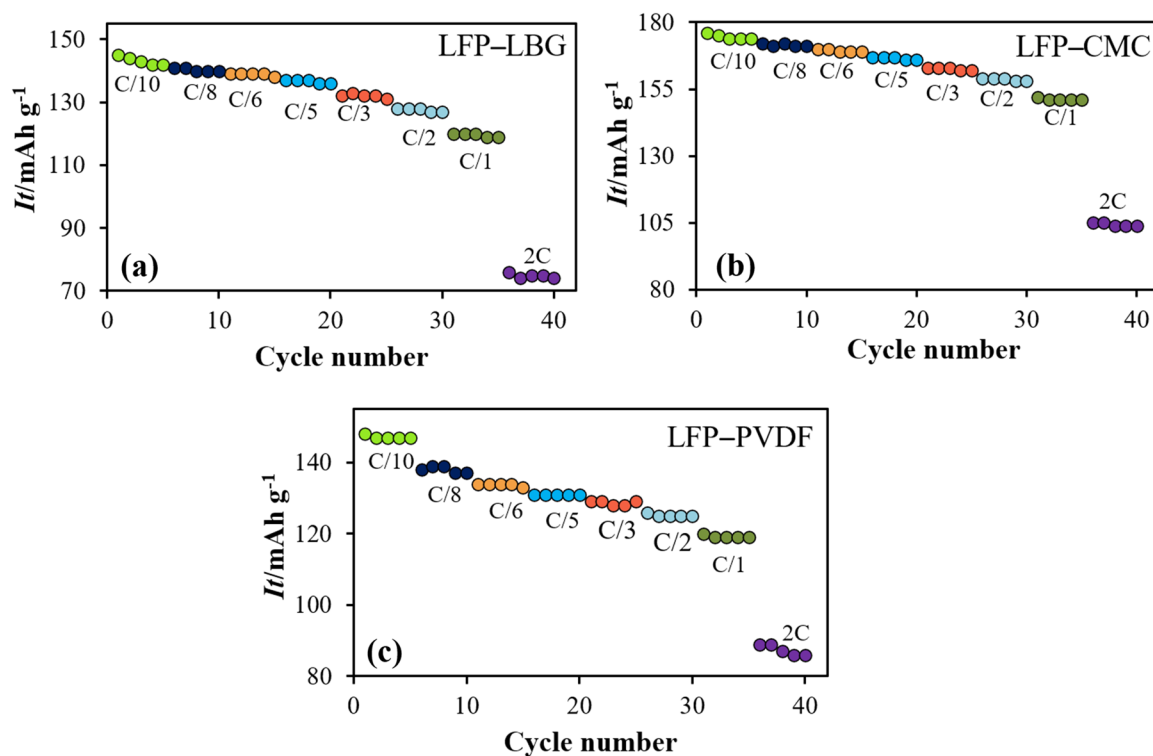 150
LFP–LBG
C/10
C/8
C/6
C/5
C/3
C/2
C/1
2C
130
110
90
70
It/mAh g⁻¹
(a)
0
10
20
30
40
Cycle number
180
LFP–CMC
C/10
C/8
C/6
C/5
C/3
C/2
C/1
2C
155
130
105
80
It/mAh g⁻¹
(b)
0
10
20
30
40
Cycle number
LFP–PVDF
140
C/10
C/8
C/6
C/5
C/3
C/2
C/1
2C
120
100
80
It/mAh g⁻¹
(c)
0
10
20
30
40
Cycle number